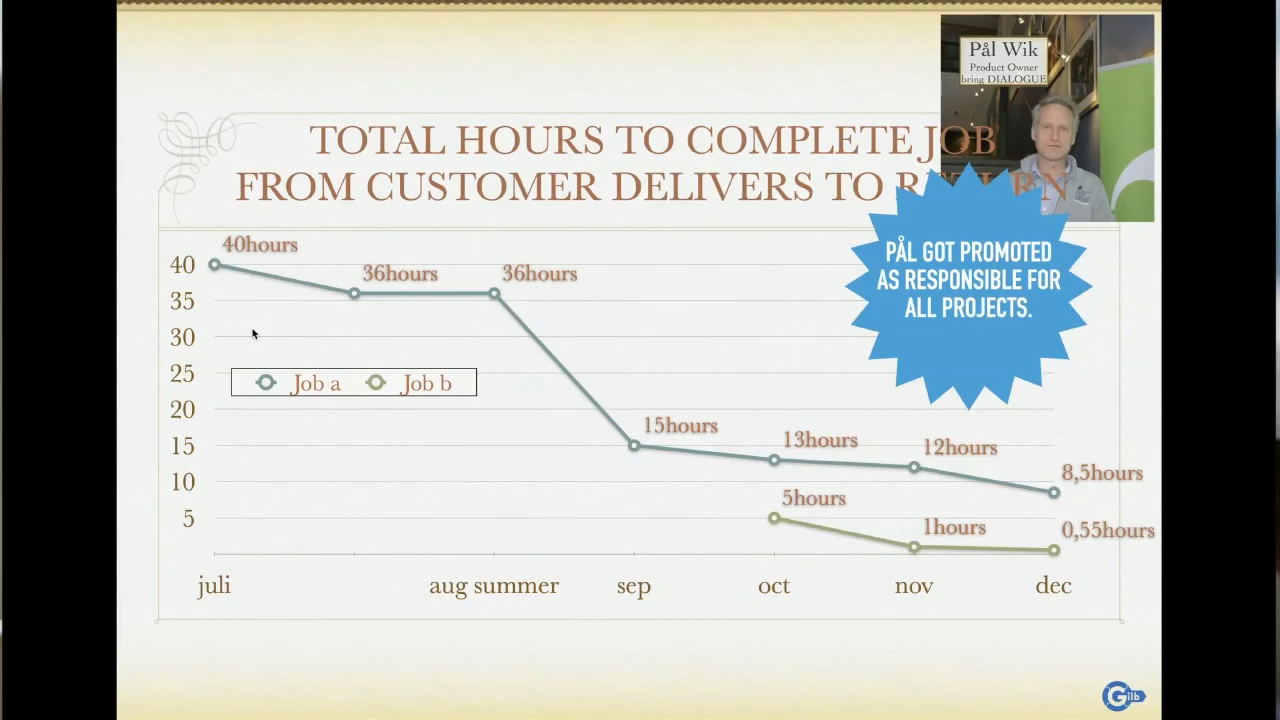 Pål Wik
Product Owner
bring DIALOGUE
TOTAL HOURS TO COMPLETE JOB
FROM CUSTOMER DELIVERS TO RETURN
PÅL GOT PROMOTED
AS RESPONSIBLE FOR
ALL PROJECTS.
40hours
36hours
36hours
15hours
13hours
12hours
8,5hours
5hours
1hours
0,55hours
40
35
30
25
20
15
10
5
Job a
Job b
juli
aug summer
sep
oct
nov
dec
Gilb